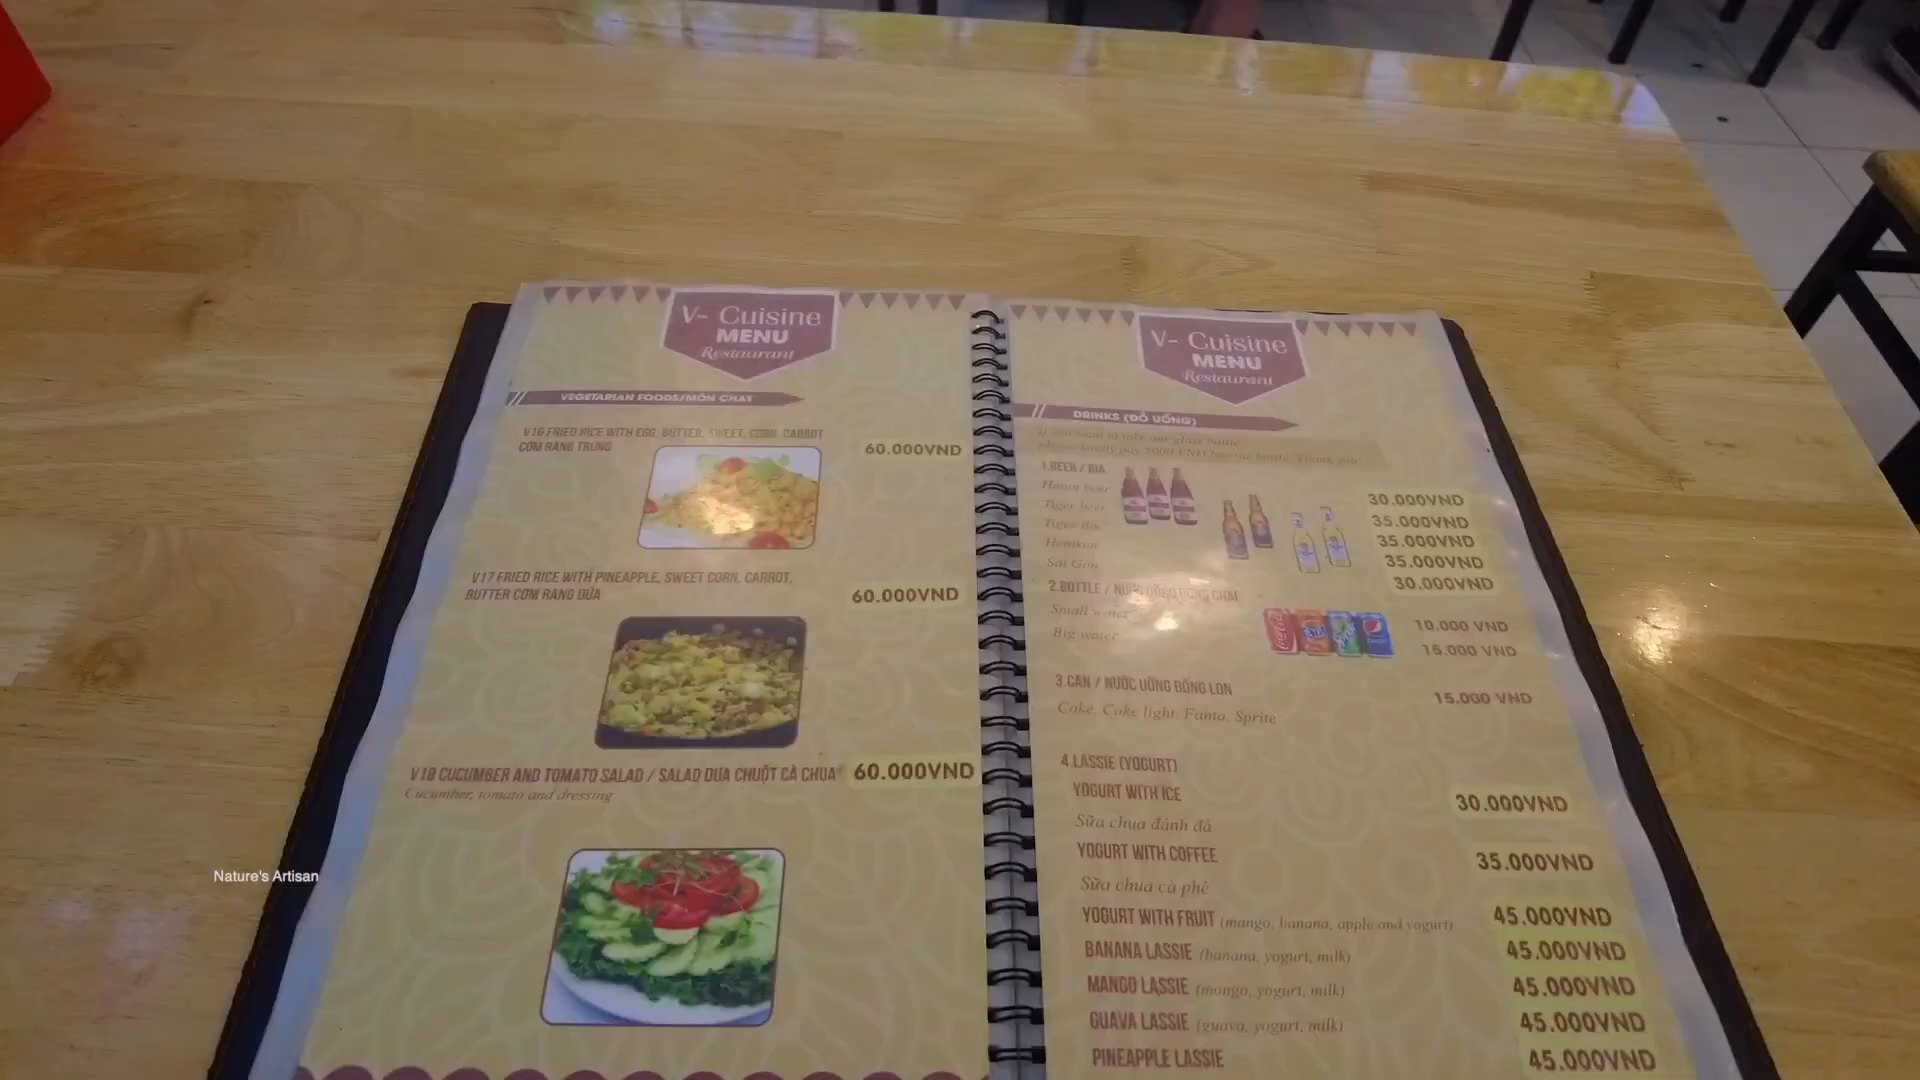 V- Cuisine
MENU
Restaurant
VEGETARIAN FOODS/MÓN CHAY
V16 FRIED RICE WITH EGG, BUTTER, SWEET, CORN, CARROT
CƠM RANG TRỨNG
60.000VND
V17 FRIED RICE WITH PINEAPPLE, SWEET CORN, CARROT,
BUTTER CƠM RANG DỨA
60.000VND
V18 CUCUMBER AND TOMATO SALAD / SALAD DƯA CHUỘT CÀ CHUA
60.000VND
Cucumber, tomato and dressing
V- Cuisine
MENU
Restaurant
DRINKS (ĐỒ UỐNG)
1.BEER / BIA
Hanoi beer 30.000VND
Tiger beer 35.000VND
Tiger 35.000VND
35.000VND
Sai Gon 30.000VND
2.BOTTLE /
Small water 10.000 VND
Big water 15.000 VND
3.CAN / NƯỚC UỐNG ĐÓNG LON
Coke, Coke light, Fanta, Sprite 15.000 VND
4.LASSIE (YOGURT)
YOGURT WITH ICE 30.000VND
Sữa chua đánh đá
YOGURT WITH COFFEE 35.000VND
Sữa chua cà phê
YOGURT WITH FRUIT (mango, banana, apple and yogurt) 45.000VND
BANANA LASSIE (banana, yogurt, milk) 45.000VND
MANGO LASSIE (mango, yogurt, milk) 45.000VND
GUAVA LASSIE (guava, yogurt, milk) 45.000VND
PINEAPPLE LASSIE 45.000VND
Nature's Artisan